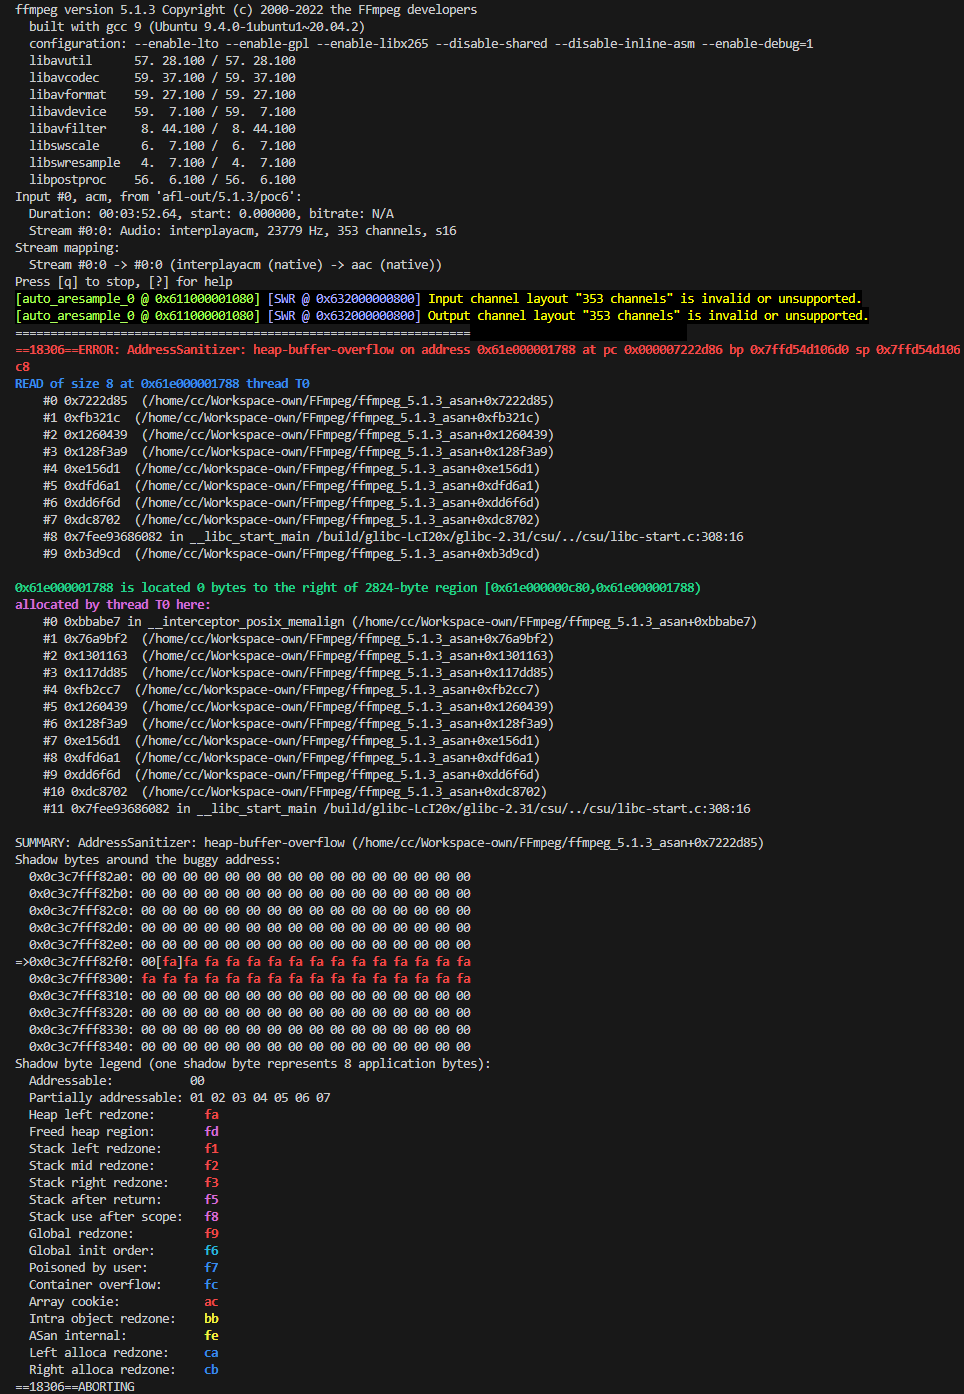 ffmpeg version 5.1.3 Copyright (c) 2000-2022 the FFmpeg developers
  built with gcc 9 (Ubuntu 9.4.0-1ubuntu1~20.04.2)
  configuration: --enable-lto --enable-gpl --enable-libx265 --disable-shared --disable-inline-asm --enable-debug=1
  libavutil      57. 28.100 / 57. 28.100
  libavcodec     59. 37.100 / 59. 37.100
  libavformat    59. 27.100 / 59. 27.100
  libavdevice    59.  7.100 / 59.  7.100
  libavfilter     8. 44.100 /  8. 44.100
  libswscale      6.  7.100 /  6.  7.100
  libswresample   4.  7.100 /  4.  7.100
  libpostproc    56.  6.100 / 56.  6.100
Input #0, acm, from 'afl-out/5.1.3/poc6':
  Duration: 00:03:52.64, start: 0.000000, bitrate: N/A
  Stream #0:0: Audio: interplayacm, 23779 Hz, 353 channels, s16
Stream mapping:
  Stream #0:0 -> #0:0 (interplayacm (native) -> aac (native))
Press [q] to stop, [?] for help
[auto_aresample_0 @ 0x611000001080] [SWR @ 0x632000000800] Input channel layout "353 channels" is invalid or unsupported.
[auto_aresample_0 @ 0x611000001080] [SWR @ 0x632000000800] Output channel layout "353 channels" is invalid or unsupported.
=================================================================
==18306==ERROR: AddressSanitizer: heap-buffer-overflow on address 0x61e000001788 at pc 0x000007222d86 bp 0x7ffd54d106d0 sp 0x7ffd54d106
c8
READ of size 8 at 0x61e000001788 thread T0
    #0 0x7222d85  (/home/cc/Workspace-own/FFmpeg/ffmpeg_5.1.3_asan+0x7222d85)
    #1 0xfb321c  (/home/cc/Workspace-own/FFmpeg/ffmpeg_5.1.3_asan+0xfb321c)
    #2 0x1260439  (/home/cc/Workspace-own/FFmpeg/ffmpeg_5.1.3_asan+0x1260439)
    #3 0x128f3a9  (/home/cc/Workspace-own/FFmpeg/ffmpeg_5.1.3_asan+0x128f3a9)
    #4 0xe156d1  (/home/cc/Workspace-own/FFmpeg/ffmpeg_5.1.3_asan+0xe156d1)
    #5 0xdfd6a1  (/home/cc/Workspace-own/FFmpeg/ffmpeg_5.1.3_asan+0xdfd6a1)
    #6 0xdd6f6d  (/home/cc/Workspace-own/FFmpeg/ffmpeg_5.1.3_asan+0xdd6f6d)
    #7 0xdc8702  (/home/cc/Workspace-own/FFmpeg/ffmpeg_5.1.3_asan+0xdc8702)
    #8 0x7fee93686082 in __libc_start_main /build/glibc-LcI20x/glibc-2.31/csu/../csu/libc-start.c:308:16
    #9 0xb3d9cd  (/home/cc/Workspace-own/FFmpeg/ffmpeg_5.1.3_asan+0xb3d9cd)

0x61e000001788 is located 0 bytes to the right of 2824-byte region [0x61e000000c80,0x61e000001788)
allocated by thread T0 here:
    #0 0xbbabe7 in __interceptor_posix_memalign (/home/cc/Workspace-own/FFmpeg/ffmpeg_5.1.3_asan+0xbbabe7)
    #1 0x76a9bf2  (/home/cc/Workspace-own/FFmpeg/ffmpeg_5.1.3_asan+0x76a9bf2)
    #2 0x1301163  (/home/cc/Workspace-own/FFmpeg/ffmpeg_5.1.3_asan+0x1301163)
    #3 0x117dd85  (/home/cc/Workspace-own/FFmpeg/ffmpeg_5.1.3_asan+0x117dd85)
    #4 0xfb2cc7  (/home/cc/Workspace-own/FFmpeg/ffmpeg_5.1.3_asan+0xfb2cc7)
    #5 0x1260439  (/home/cc/Workspace-own/FFmpeg/ffmpeg_5.1.3_asan+0x1260439)
    #6 0x128f3a9  (/home/cc/Workspace-own/FFmpeg/ffmpeg_5.1.3_asan+0x128f3a9)
    #7 0xe156d1  (/home/cc/Workspace-own/FFmpeg/ffmpeg_5.1.3_asan+0xe156d1)
    #8 0xdfd6a1  (/home/cc/Workspace-own/FFmpeg/ffmpeg_5.1.3_asan+0xdfd6a1)
    #9 0xdd6f6d  (/home/cc/Workspace-own/FFmpeg/ffmpeg_5.1.3_asan+0xdd6f6d)
    #10 0xdc8702  (/home/cc/Workspace-own/FFmpeg/ffmpeg_5.1.3_asan+0xdc8702)
    #11 0x7fee93686082 in __libc_start_main /build/glibc-LcI20x/glibc-2.31/csu/../csu/libc-start.c:308:16

SUMMARY: AddressSanitizer: heap-buffer-overflow (/home/cc/Workspace-own/FFmpeg/ffmpeg_5.1.3_asan+0x7222d85)
Shadow bytes around the buggy address:
  0x0c3c7fff82a0: 00 00 00 00 00 00 00 00 00 00 00 00 00 00 00 00
  0x0c3c7fff82b0: 00 00 00 00 00 00 00 00 00 00 00 00 00 00 00 00
  0x0c3c7fff82c0: 00 00 00 00 00 00 00 00 00 00 00 00 00 00 00 00
  0x0c3c7fff82d0: 00 00 00 00 00 00 00 00 00 00 00 00 00 00 00 00
  0x0c3c7fff82e0: 00 00 00 00 00 00 00 00 00 00 00 00 00 00 00 00
=>0x0c3c7fff82f0: 00[fa]fa fa fa fa fa fa fa fa fa fa fa fa fa fa
  0x0c3c7fff8300: fa fa fa fa fa fa fa fa fa fa fa fa fa fa fa fa
  0x0c3c7fff8310: 00 00 00 00 00 00 00 00 00 00 00 00 00 00 00 00
  0x0c3c7fff8320: 00 00 00 00 00 00 00 00 00 00 00 00 00 00 00 00
  0x0c3c7fff8330: 00 00 00 00 00 00 00 00 00 00 00 00 00 00 00 00
  0x0c3c7fff8340: 00 00 00 00 00 00 00 00 00 00 00 00 00 00 00 00
Shadow byte legend (one shadow byte represents 8 application bytes):
  Addressable:           00
  Partially addressable: 01 02 03 04 05 06 07
  Heap left redzone:       fa
  Freed heap region:       fd
  Stack left redzone:      f1
  Stack mid redzone:       f2
  Stack right redzone:     f3
  Stack after return:      f5
  Stack use after scope:   f8
  Global redzone:          f9
  Global init order:       f6
  Poisoned by user:        f7
  Container overflow:      fc
  Array cookie:            ac
  Intra object redzone:    bb
  ASan internal:           fe
  Left alloca redzone:     ca
  Right alloca redzone:    cb
==18306==ABORTING